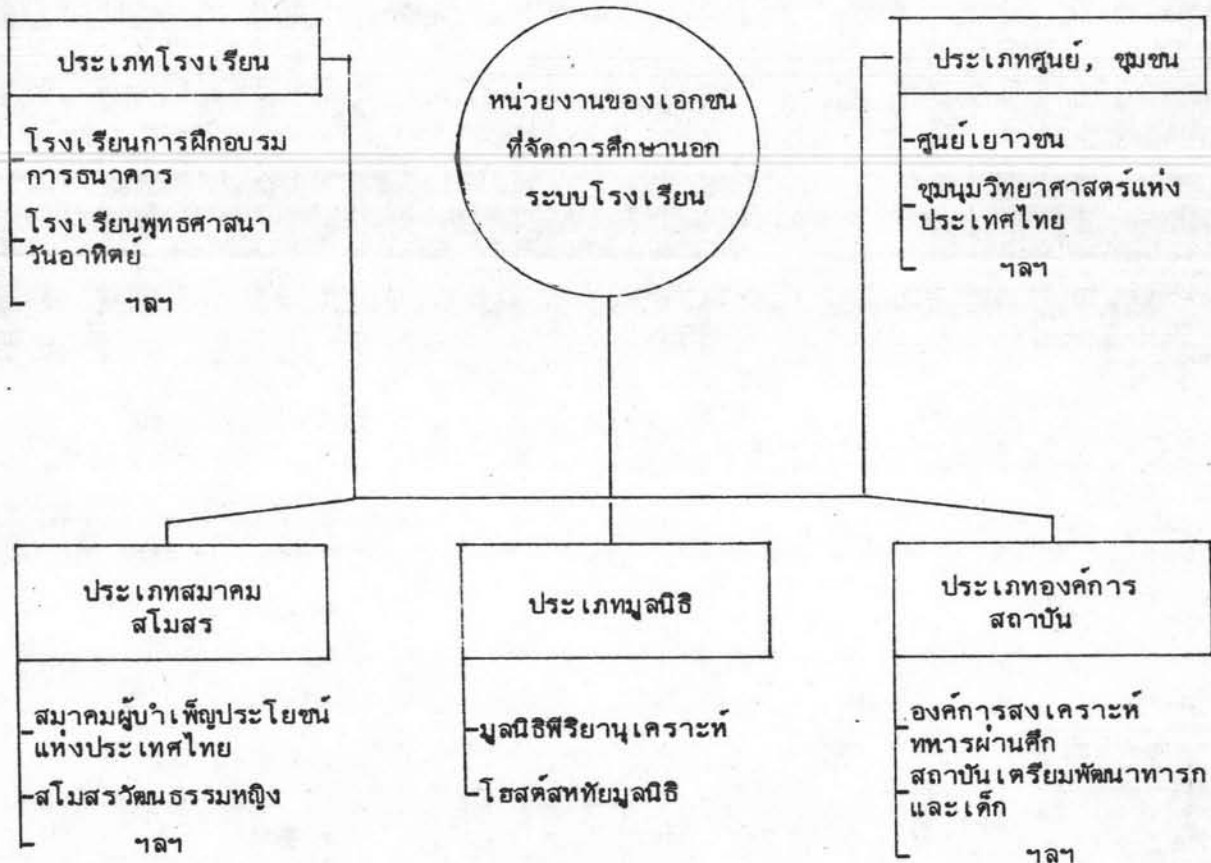 ประเภทโรงเรียน
โรงเรียนการฝึกอบรม
การธนาคาร
โรงเรียนพุทธศาสนา
วันอาทิตย์
ฯลฯ
หน่วยงานของเอกชน
ที่จัดการศึกษานอก
ระบบโรงเรียน
ประเภทศูนย์, ชุมชน
ศูนย์เยาวชน
ชุมนุมวิทยาศาสตร์แห่ง
ประเทศไทย
ฯลฯ
ประเภทสมาคม
สโมสร
สมาคมผู้บำเพ็ญประโยชน์
แห่งประเทศไทย
สโมสรวัฒนธรรมหญิง
ฯลฯ
ประเภทมูลนิธิ
มูลนิธิพีริยานุเคราะห์
โฮสต์สหทัยมูลนิธิ
ประเภทองค์การ
สถาบัน
องค์การสงเคราะห์
ทหารผ่านศึก
สถาบันเตรียมพัฒนาทารก
และเด็ก
ฯลฯ